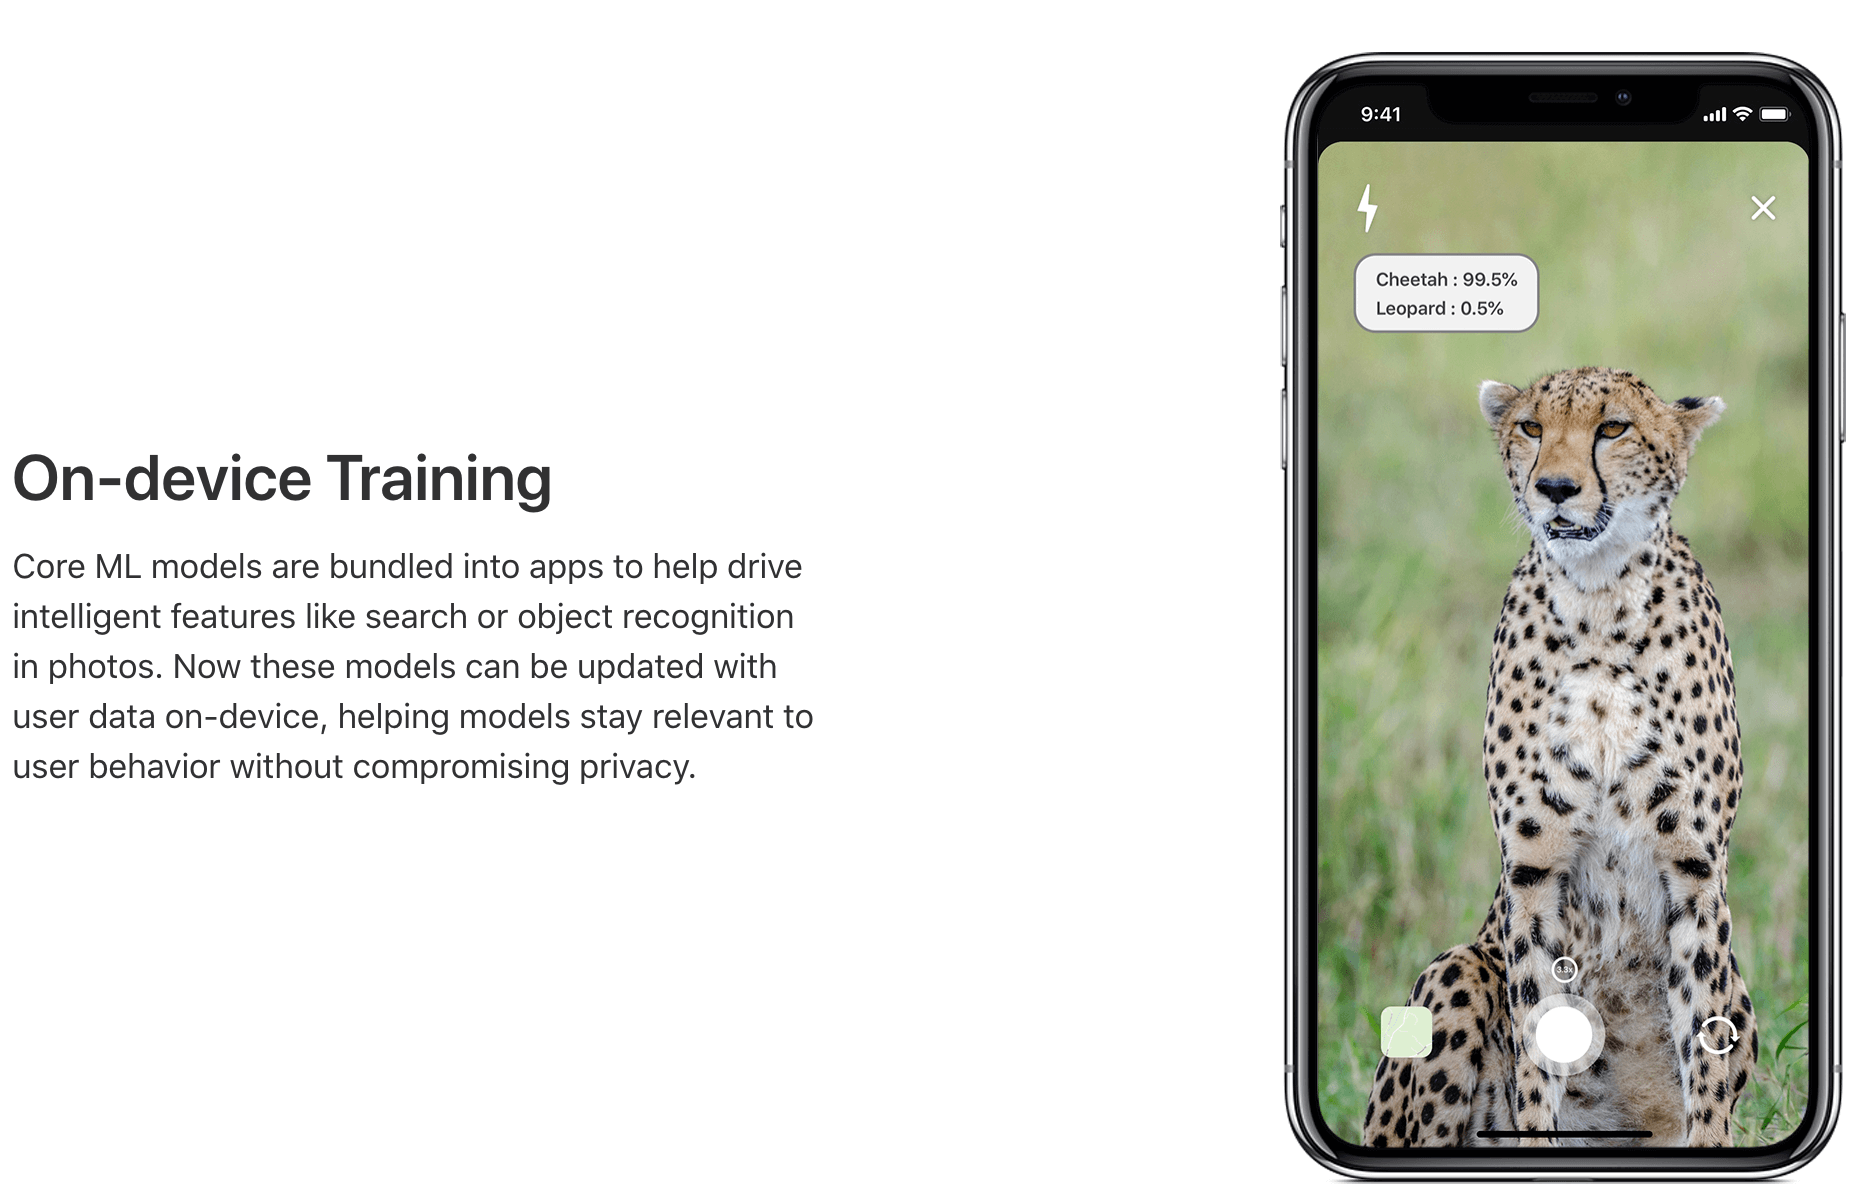 On-device Training
Core ML models are bundled into apps to help drive
intelligent features like search or object recognition
in photos. Now these models can be updated with
user data on-device, helping models stay relevant to
user behavior without compromising privacy.
9:41
Cheetah : 99.5%
Leopard : 0.5%
3.3x